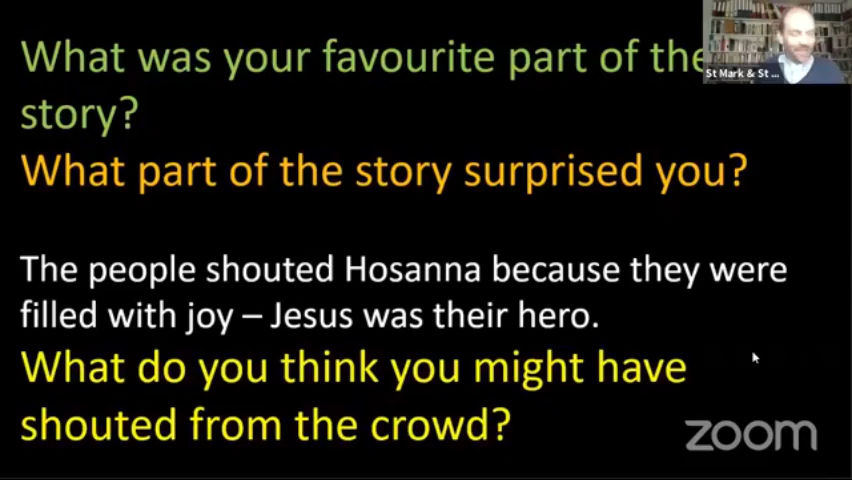 What was your favourite part of the
story?
What part of the story surprised you?
The people shouted Hosanna because they were
filled with joy – Jesus was their hero.
What do you think you might have
shouted from the crowd?
St Mark & St ...
zoom